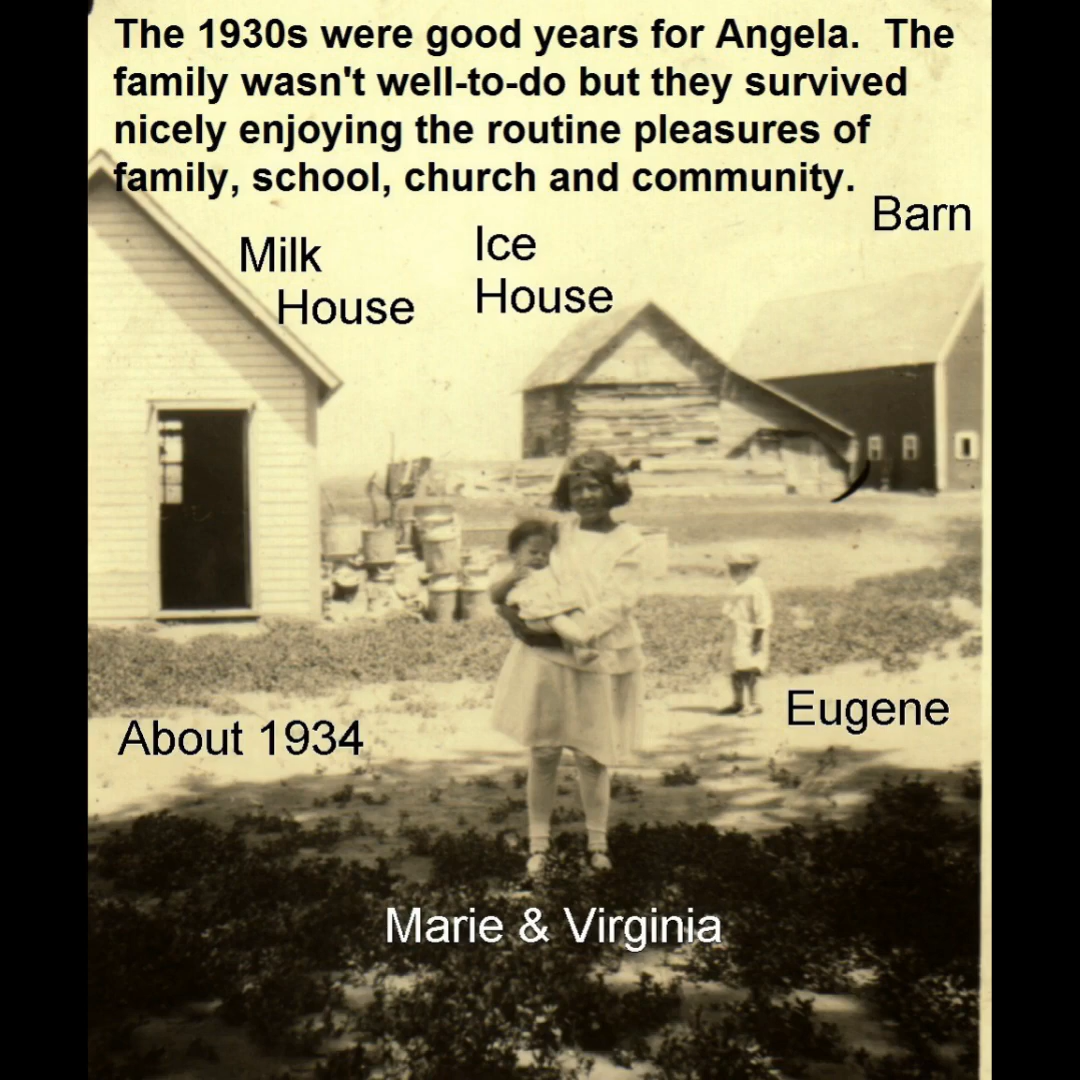 The 1930s were good years for Angela. The
family wasn't well-to-do but they survived
nicely enjoying the routine pleasures of
family, school, church and community.
Barn
Milk
House
Ice
House
Eugene
About 1934
Marie & Virginia